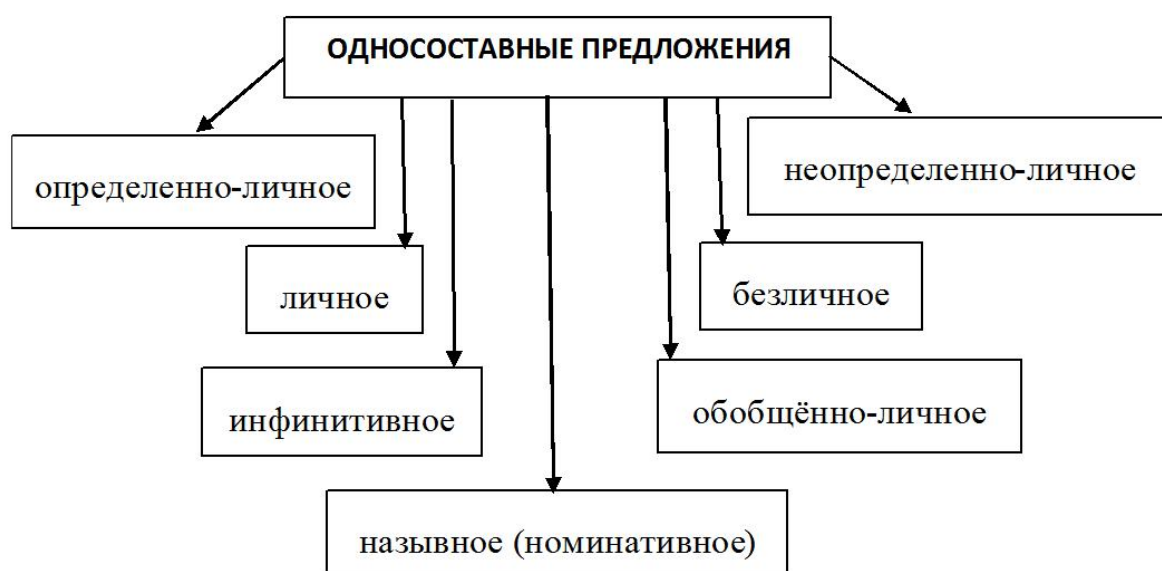 ОДНОСОСТАВНЫЕ ПРЕДЛОЖЕНИЯ
определенно-личное
неопределенно-личное
личное
безличное
инфинитивное
обобщённо-личное
назывное (номинативное)